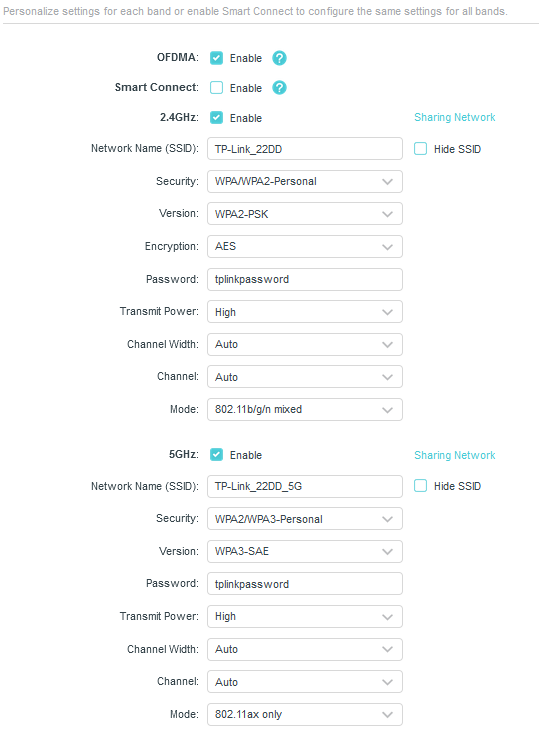 Personalize settings for each band or enable Smart Connect to configure the same settings for all bands.
OFDMA: Enable ?
Smart Connect: Enable ?
2.4GHz: Enable Sharing Network
Network Name (SSID): TP-Link_22DD Hide SSID
Security: WPA/WPA2-Personal
Version: WPA2-PSK
Encryption: AES
Password: tplinkpassword
Transmit Power: High
Channel Width: Auto
Channel: Auto
Mode: 802.11b/g/n mixed
5GHz: Enable Sharing Network
Network Name (SSID): TP-Link_22DD_5G Hide SSID
Security: WPA2/WPA3-Personal
Version: WPA3-SAE
Password: tplinkpassword
Transmit Power: High
Channel Width: Auto
Channel: Auto
Mode: 802.11ax only